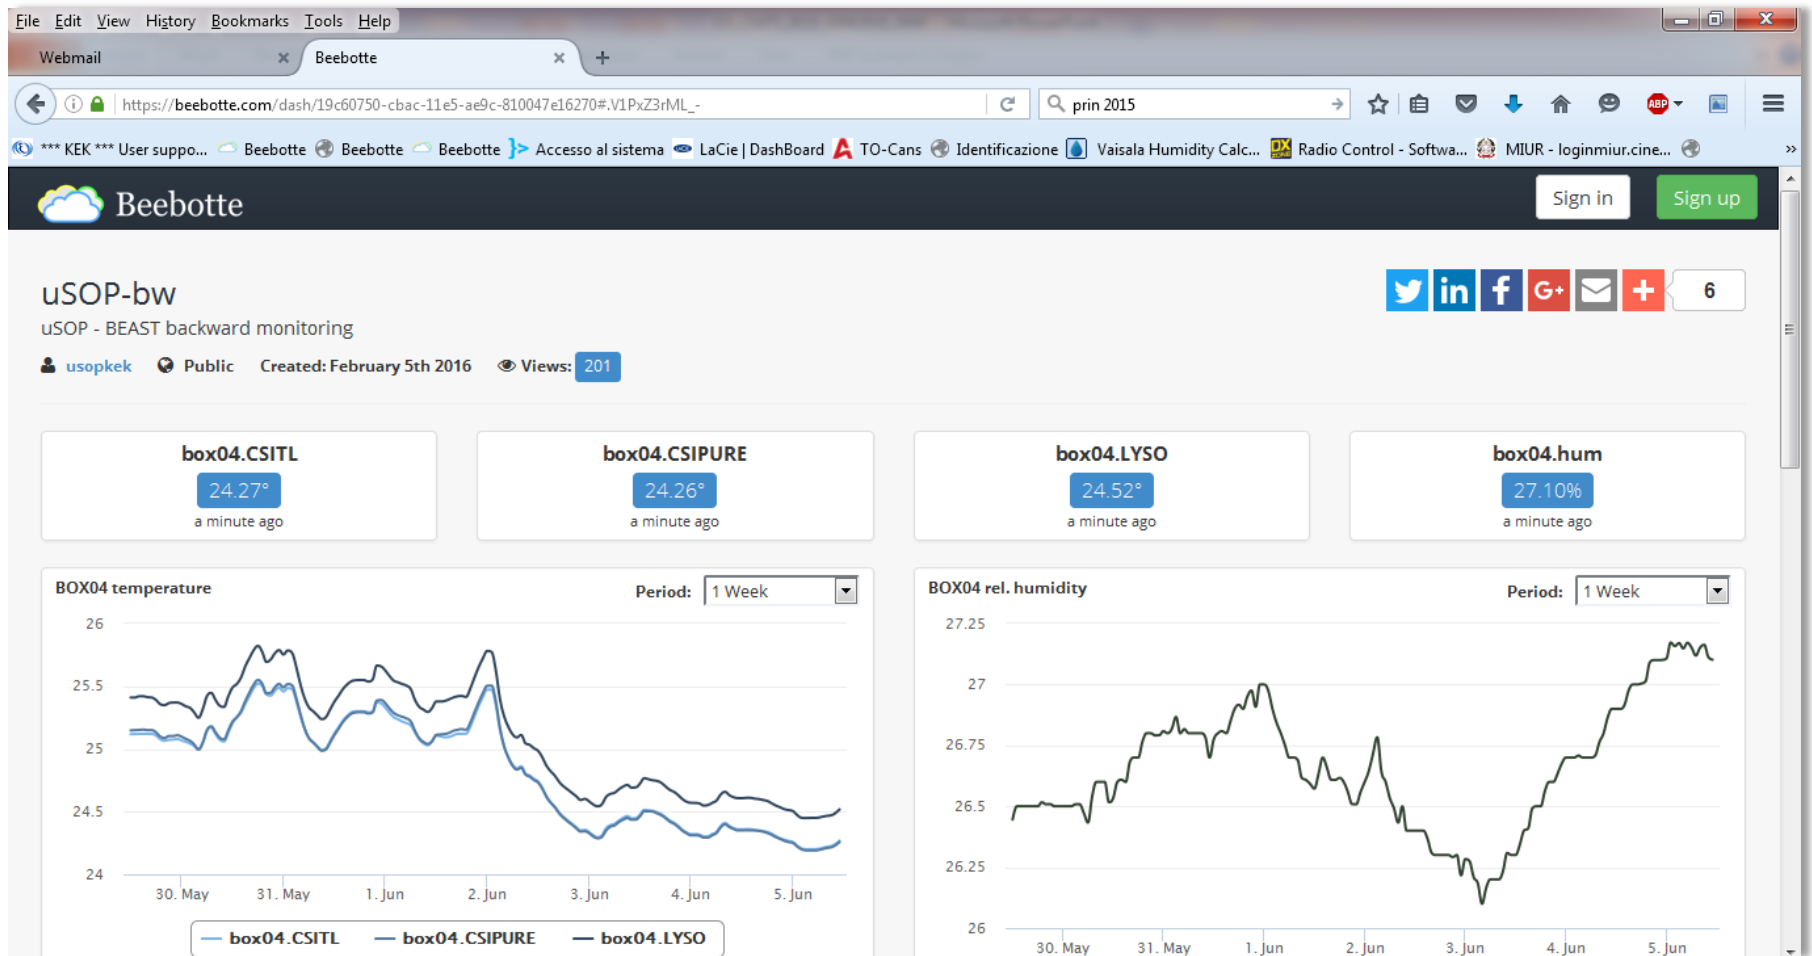 File Edit View History Bookmarks Tools Help
Webmail Beebotte
https://beebotte.com/dash/19c60750-cbac-11e5-ae9c-810047e16270#.V1PxZ3rML_- prin 2015 ABP
*** KEK *** User suppo... Beebotte Beebotte Beebotte Accesso al sistema LaCie | DashBoard TO-Cans Identificazione Vaisala Humidity Calc... DX Radio Control - Softwa... MIUR - loginmiur.cine... »
Beebotte Sign in Sign up
uSOP-bw
uSOP - BEAST backward monitoring
in f G+ + 6
usopkek Public Created: February 5th 2016 Views: 201
box04.CSITL box04.CSIPURE box04.LYSO box04.hum
24.27° 24.26° 24.52° 27.10%
a minute ago a minute ago a minute ago a minute ago
BOX04 temperature Period: 1 Week
26
25.5
25
24.5
24
30. May 31. May 1. Jun 2. Jun 3. Jun 4. Jun 5. Jun
box04.CSITL box04.CSIPURE box04.LYSO
BOX04 rel. humidity Period: 1 Week
27.25
27
26.75
26.5
26.25
26
30. May 31. May 1. Jun 2. Jun 3. Jun 4. Jun 5. Jun